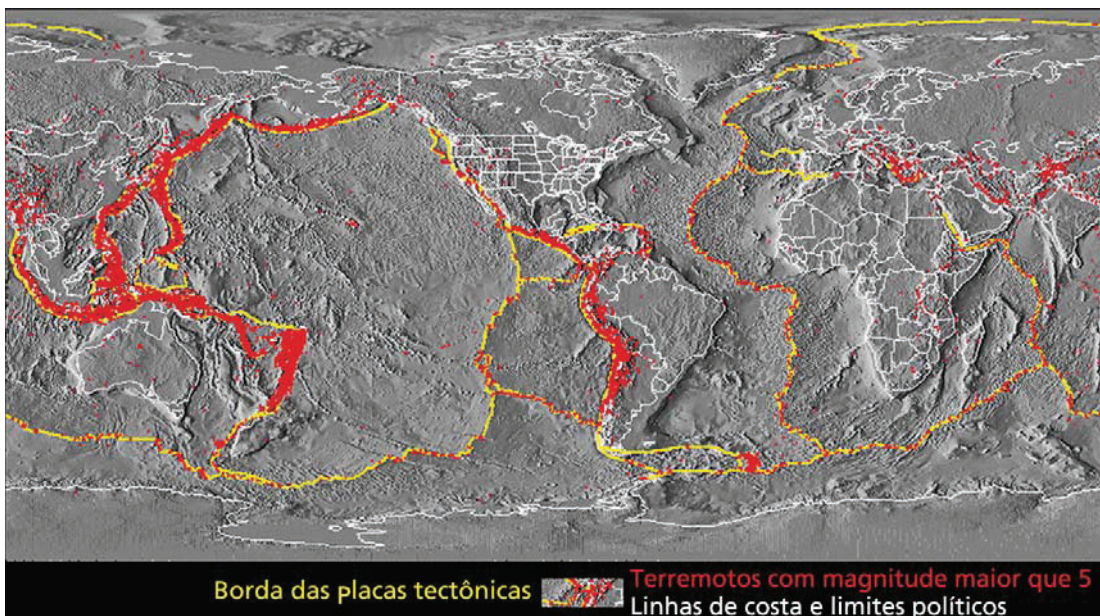 Borda das placas tectônicas
Terremotos com magnitude maior que 5
Linhas de costa e limites políticos